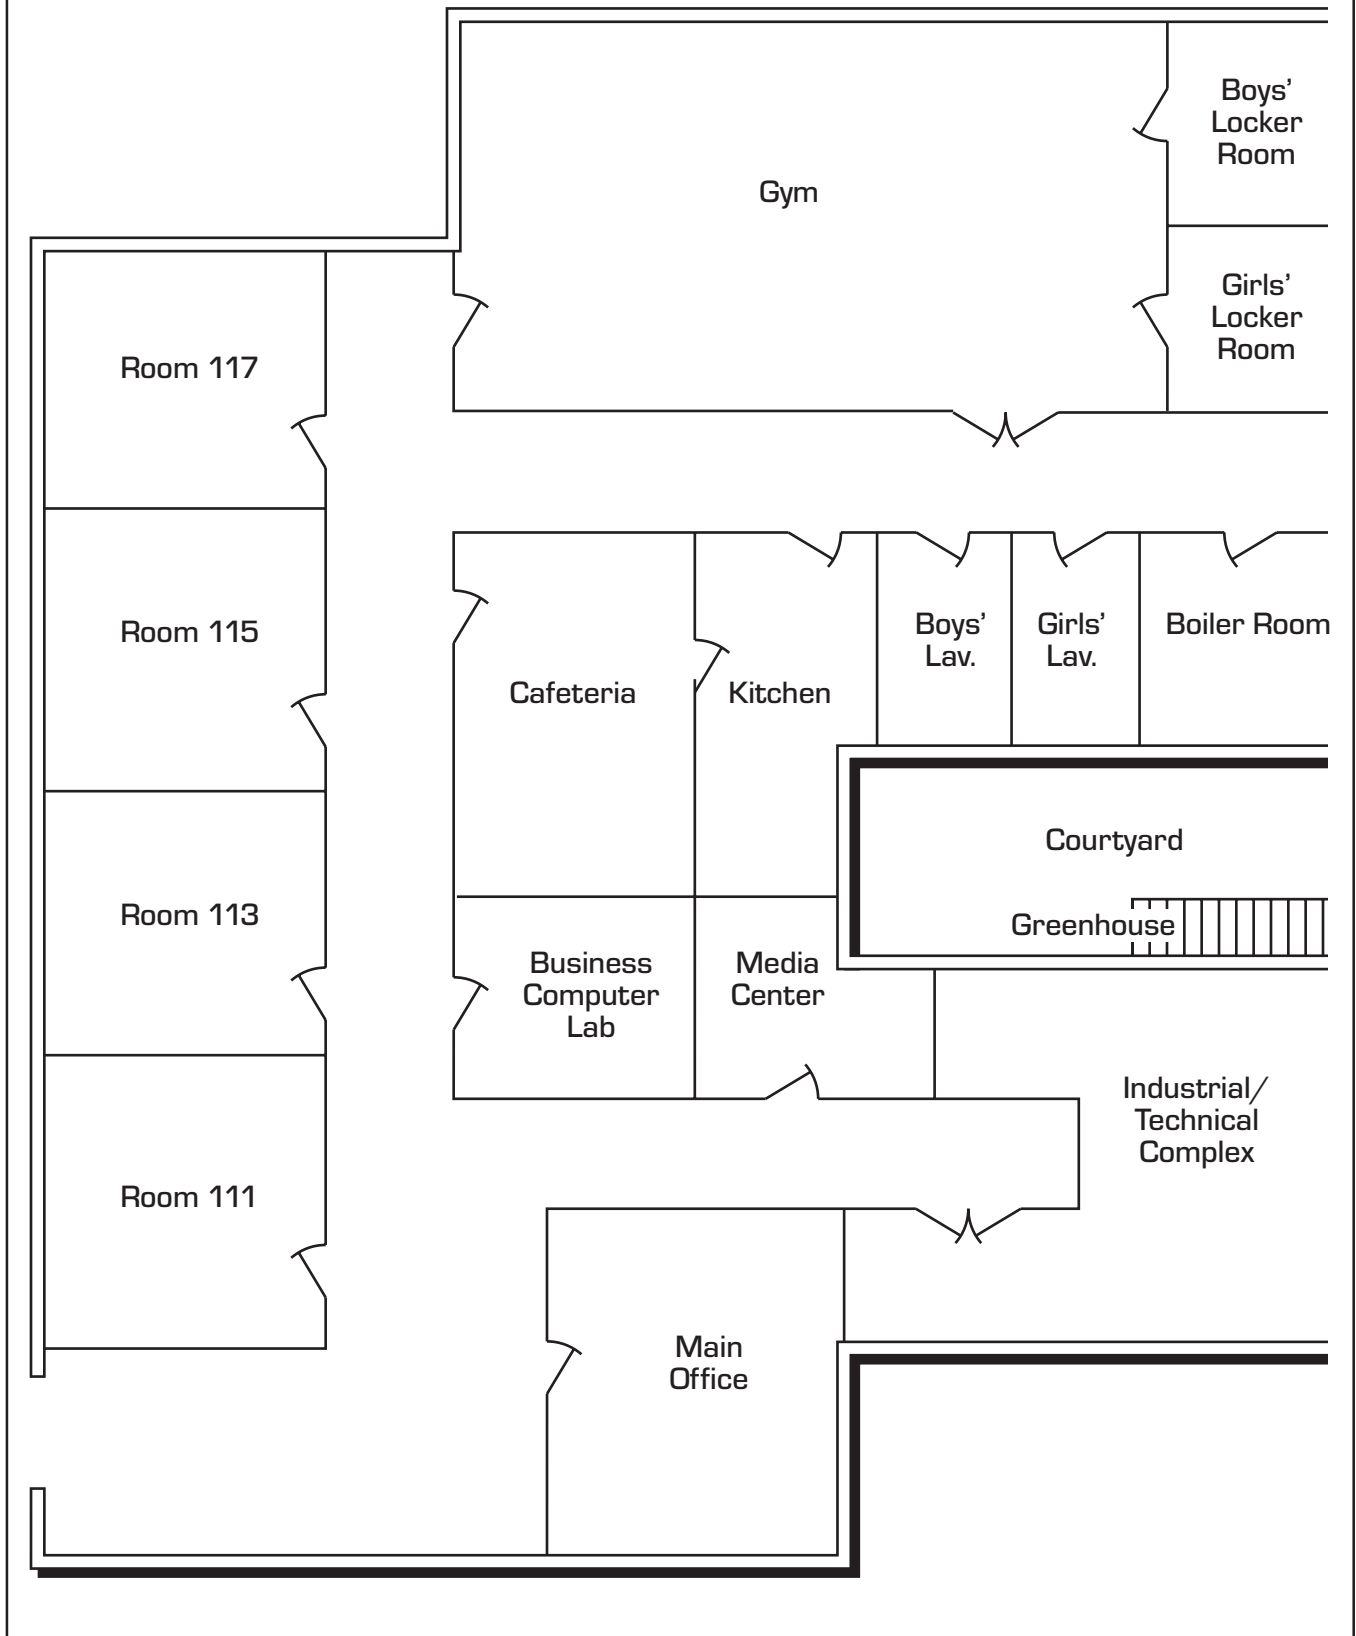 Boys’
Locker
Room
Gym
Girls’
Locker
Room
Room 117
Room 115
Boys’
Lav.
Girls’
Lav.
Boiler Room
Cafeteria
Kitchen
Courtyard
Room 113
Greenhouse
Business
Computer
Lab
Media
Center
Industrial/
Technical
Complex
Room 111
Main
Office